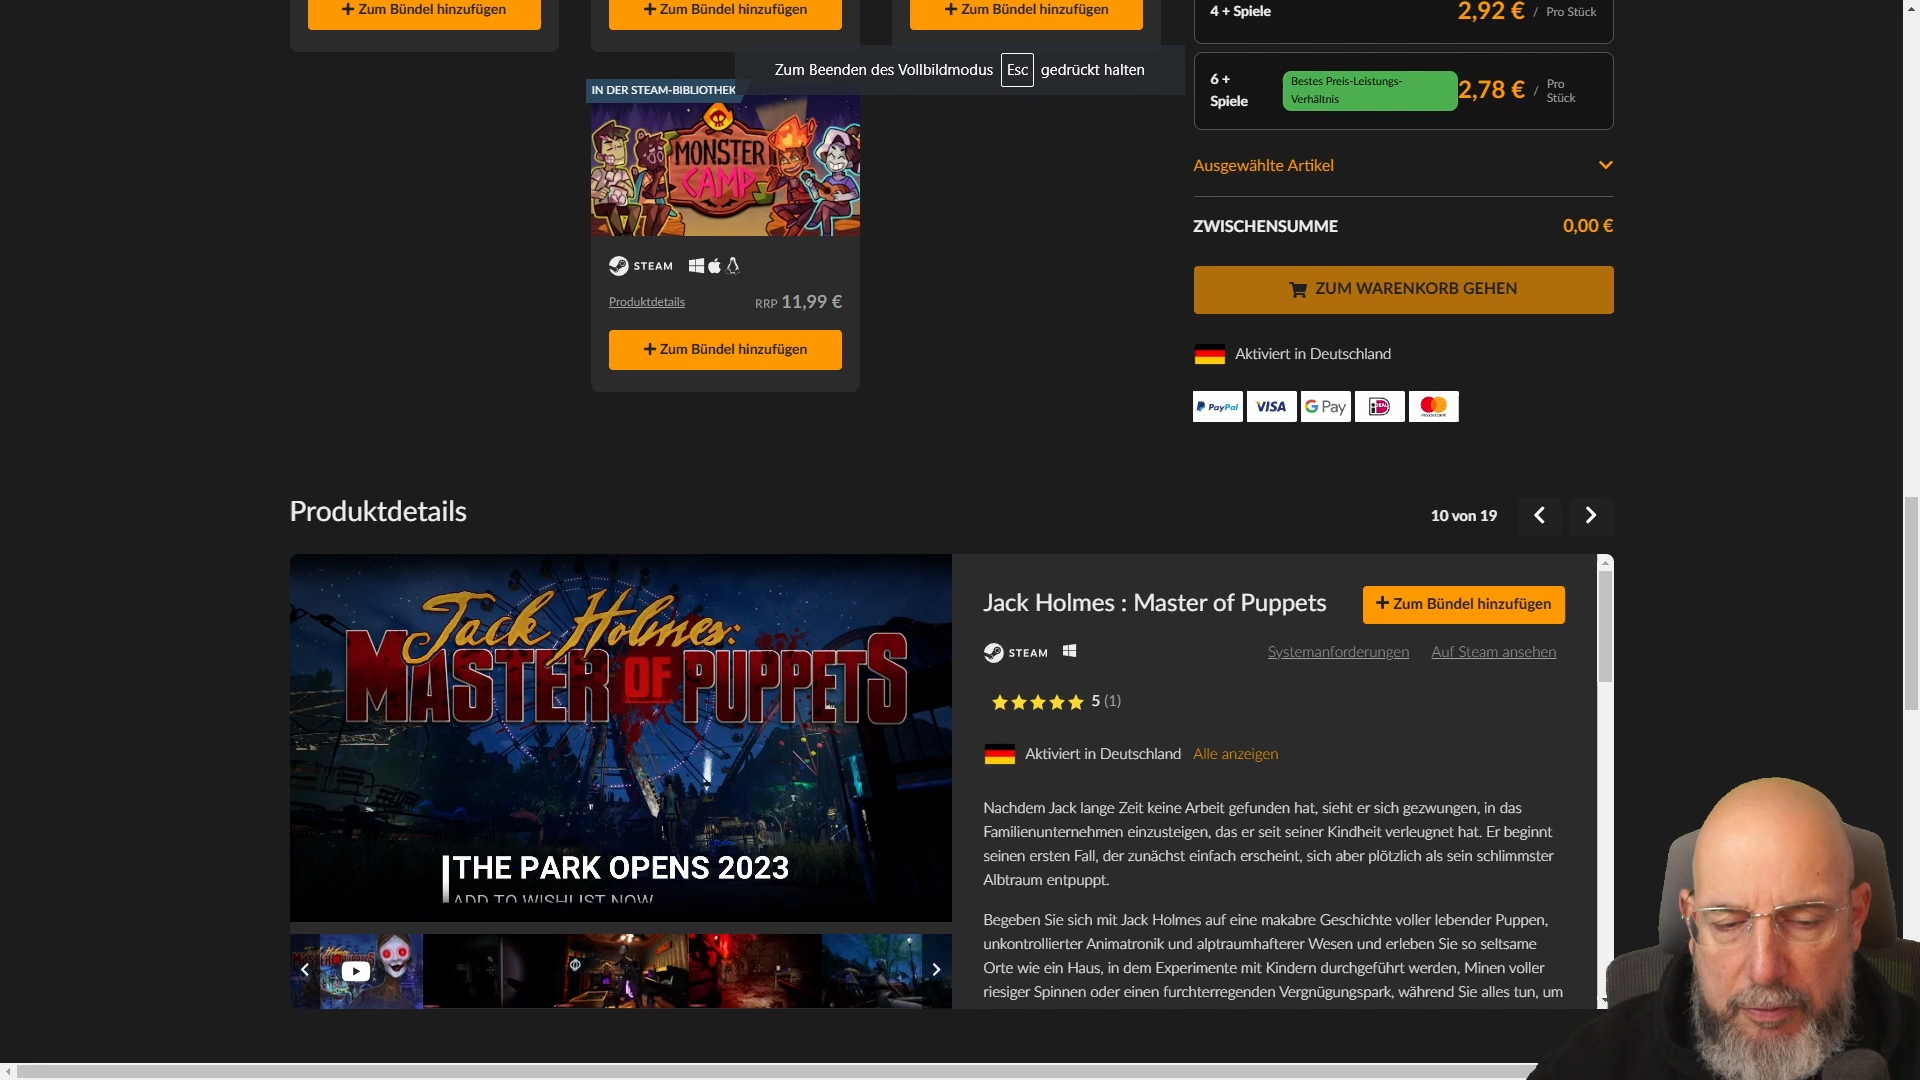 Zum Bündel hinzufügen
Zum Bündel hinzufügen
Zum Bündel hinzufügen
4 + Spiele
2,92 € / Pro Stück
Zum Beenden des Vollbildmodus Esc gedrückt halten
6 +
Spiele
Bestes Preis-Leistungs-
Verhältnis
2,78 € /
Pro
Stück
IN DER STEAM-BIBLIOTHEK
MONSTER
CAMP
STEAM
Produktdetails
RRP 11,99 €
Zum Bündel hinzufügen
Ausgewählte Artikel
ZWISCHENSUMME
0,00 €
ZUM WARENKORB GEHEN
Aktiviert in Deutschland
PayPal
VISA
G Pay
iDEAL
mastercard
Produktdetails
10 von 19
Jack Holmes:
MASTER OF PUPPETS
THE PARK OPENS 2023
ADD TO WISHLIST NOW
Jack Holmes : Master of Puppets
Zum Bündel hinzufügen
STEAM
Systemanforderungen
Auf Steam ansehen
5 (1)
Aktiviert in Deutschland
Alle anzeigen
Nachdem Jack lange Zeit keine Arbeit gefunden hat, sieht er sich gezwungen, in das
Familienunternehmen einzusteigen, das er seit seiner Kindheit verleugnet hat. Er beginnt
seinen ersten Fall, der zunächst einfach erscheint, sich aber plötzlich als sein schlimmster
Albtraum entpuppt.
Begeben Sie sich mit Jack Holmes auf eine makabre Geschichte voller lebender Puppen,
unkontrollierter Animatronik und alptraumhafterer Wesen und erleben Sie so seltsame
Orte wie ein Haus, in dem Experimente mit Kindern durchgeführt werden, Minen voller
riesiger Spinnen oder einen furchterregenden Vergnügungspark, während Sie alles tun, um